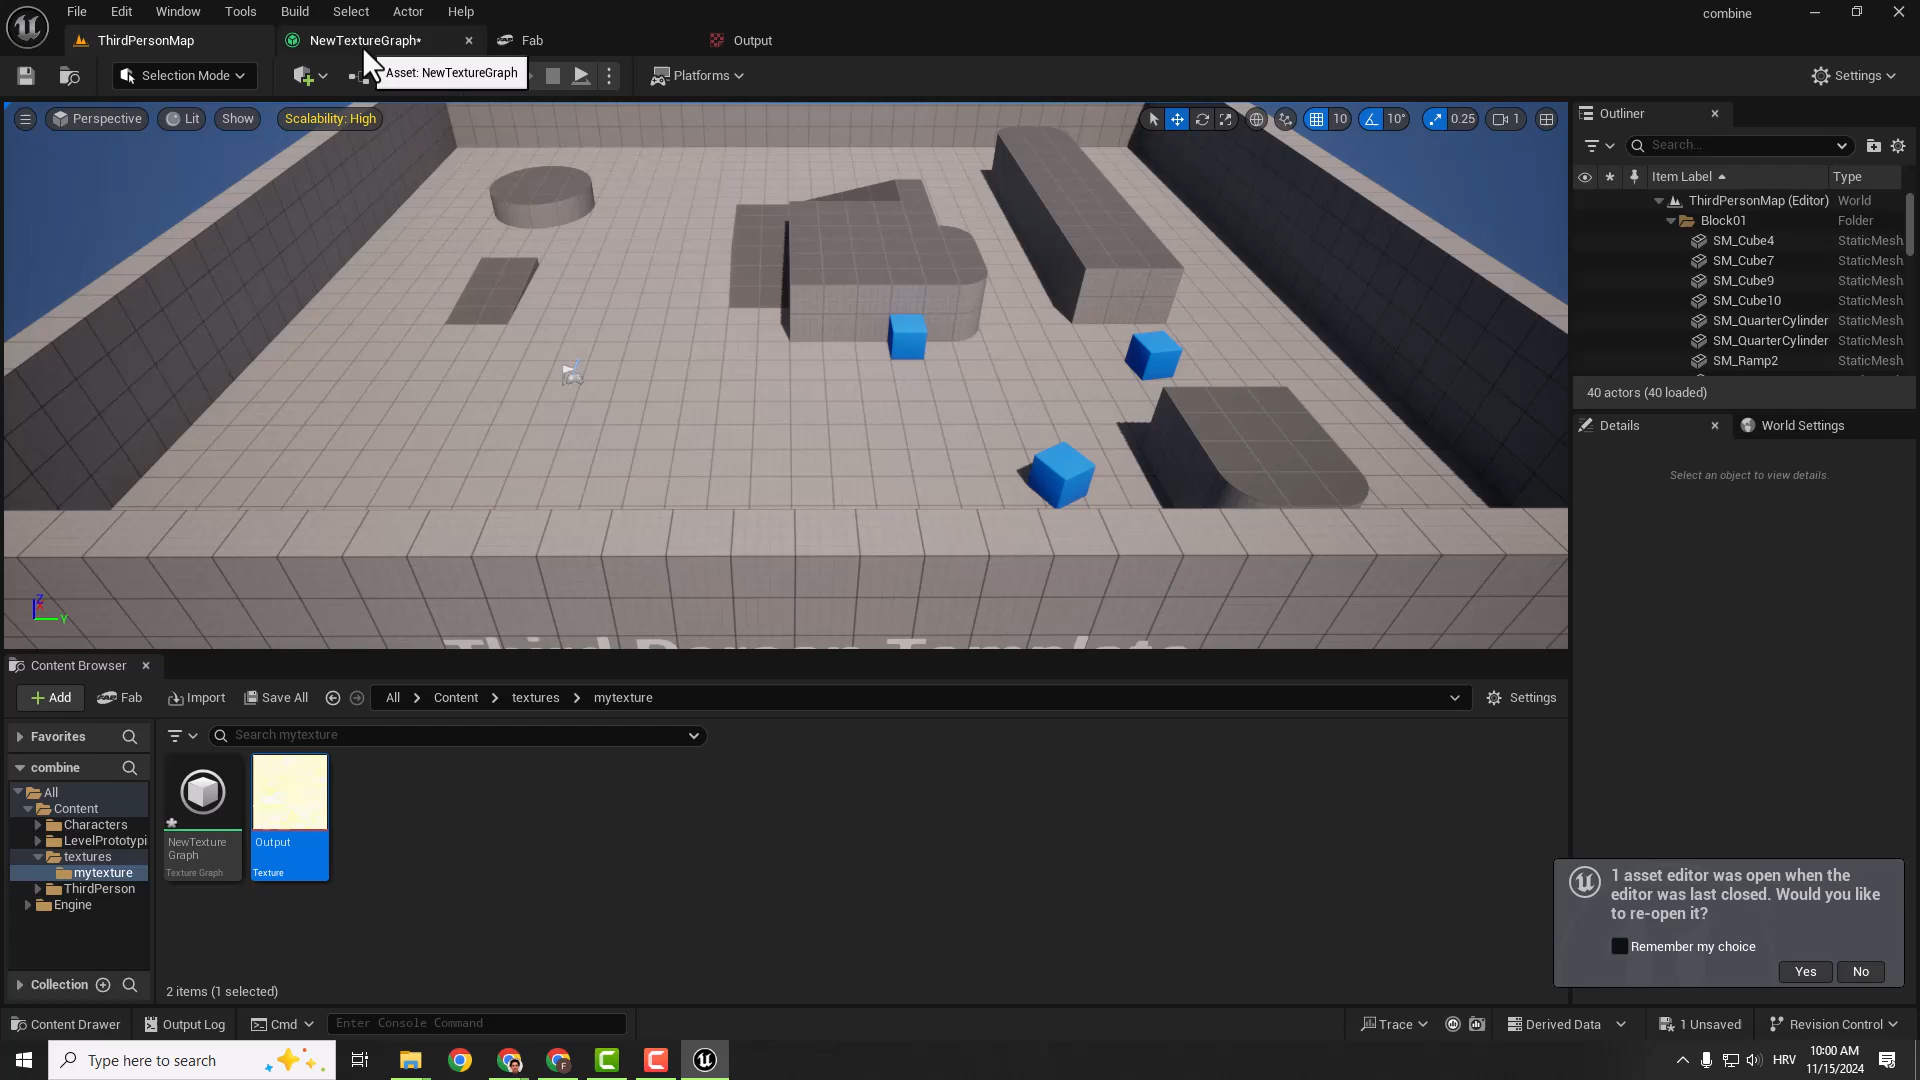 File Edit Window Tools Build Select Actor Help
combine
ThirdPersonMap
NewTextureGraph*
Fab
Output
Selection Mode
Asset: NewTextureGraph
Platforms
Settings
Perspective
Lit
Show
Scalability: High
10
10°
0.25
1
Outliner
Search...
Item Label
Type
ThirdPersonMap (Editor) World
Block01 Folder
SM_Cube4 StaticMesh
SM_Cube7 StaticMesh
SM_Cube9 StaticMesh
SM_Cube10 StaticMesh
SM_QuarterCylinder StaticMesh
SM_QuarterCylinder StaticMesh
SM_Ramp2 StaticMesh
40 actors (40 loaded)
Details
World Settings
Select an object to view details.
Third Person Template
Z
Y
Content Browser
Add
Fab
Import
Save All
All
Content
textures
mytexture
Settings
Favorites
Search mytexture
combine
All
Content
Characters
LevelPrototypi
textures
mytexture
ThirdPerson
Engine
NewTexture
Graph
Texture Graph
Output
Texture
Collection
2 items (1 selected)
1 asset editor was open when the
editor was last closed. Would you like
to re-open it?
Remember my choice
Yes
No
Content Drawer
Output Log
Cmd
Enter Console Command
Trace
Derived Data
1 Unsaved
Revision Control
Type here to search
HRV
10:00 AM
11/15/2024